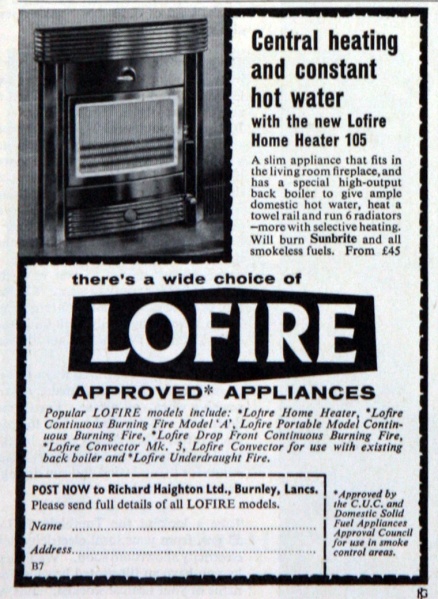 Central heating
and constant
hot water
with the new Lofire
Home Heater 105
A slim appliance that fits in
the living room fireplace, and
has a special high-output
back boiler to give ample
domestic hot water, heat a
towel rail and run 6 radiators
—more with selective heating.
Will burn Sunbrite and all
smokeless fuels. From £45
there's a wide choice of
LOFIRE
APPROVED* APPLIANCES
Popular LOFIRE models include: *Lofire Home Heater, *Lofire
Continuous Burning Fire Model 'A', Lofire Portable Model Contin-
uous Burning Fire, *Lofire Drop Front Continuous Burning Fire,
*Lofire Convector Mk. 3, Lofire Convector for use with existing
back boiler and *Lofire Underdraught Fire.
POST NOW to Richard Haighton Ltd., Burnley, Lancs.
Please send full details of all LOFIRE models.
Name
Address
B7
*Approved by
the C.U.C. and
Domestic Solid
Fuel Appliances
Approval Council
for use in smoke
control areas.